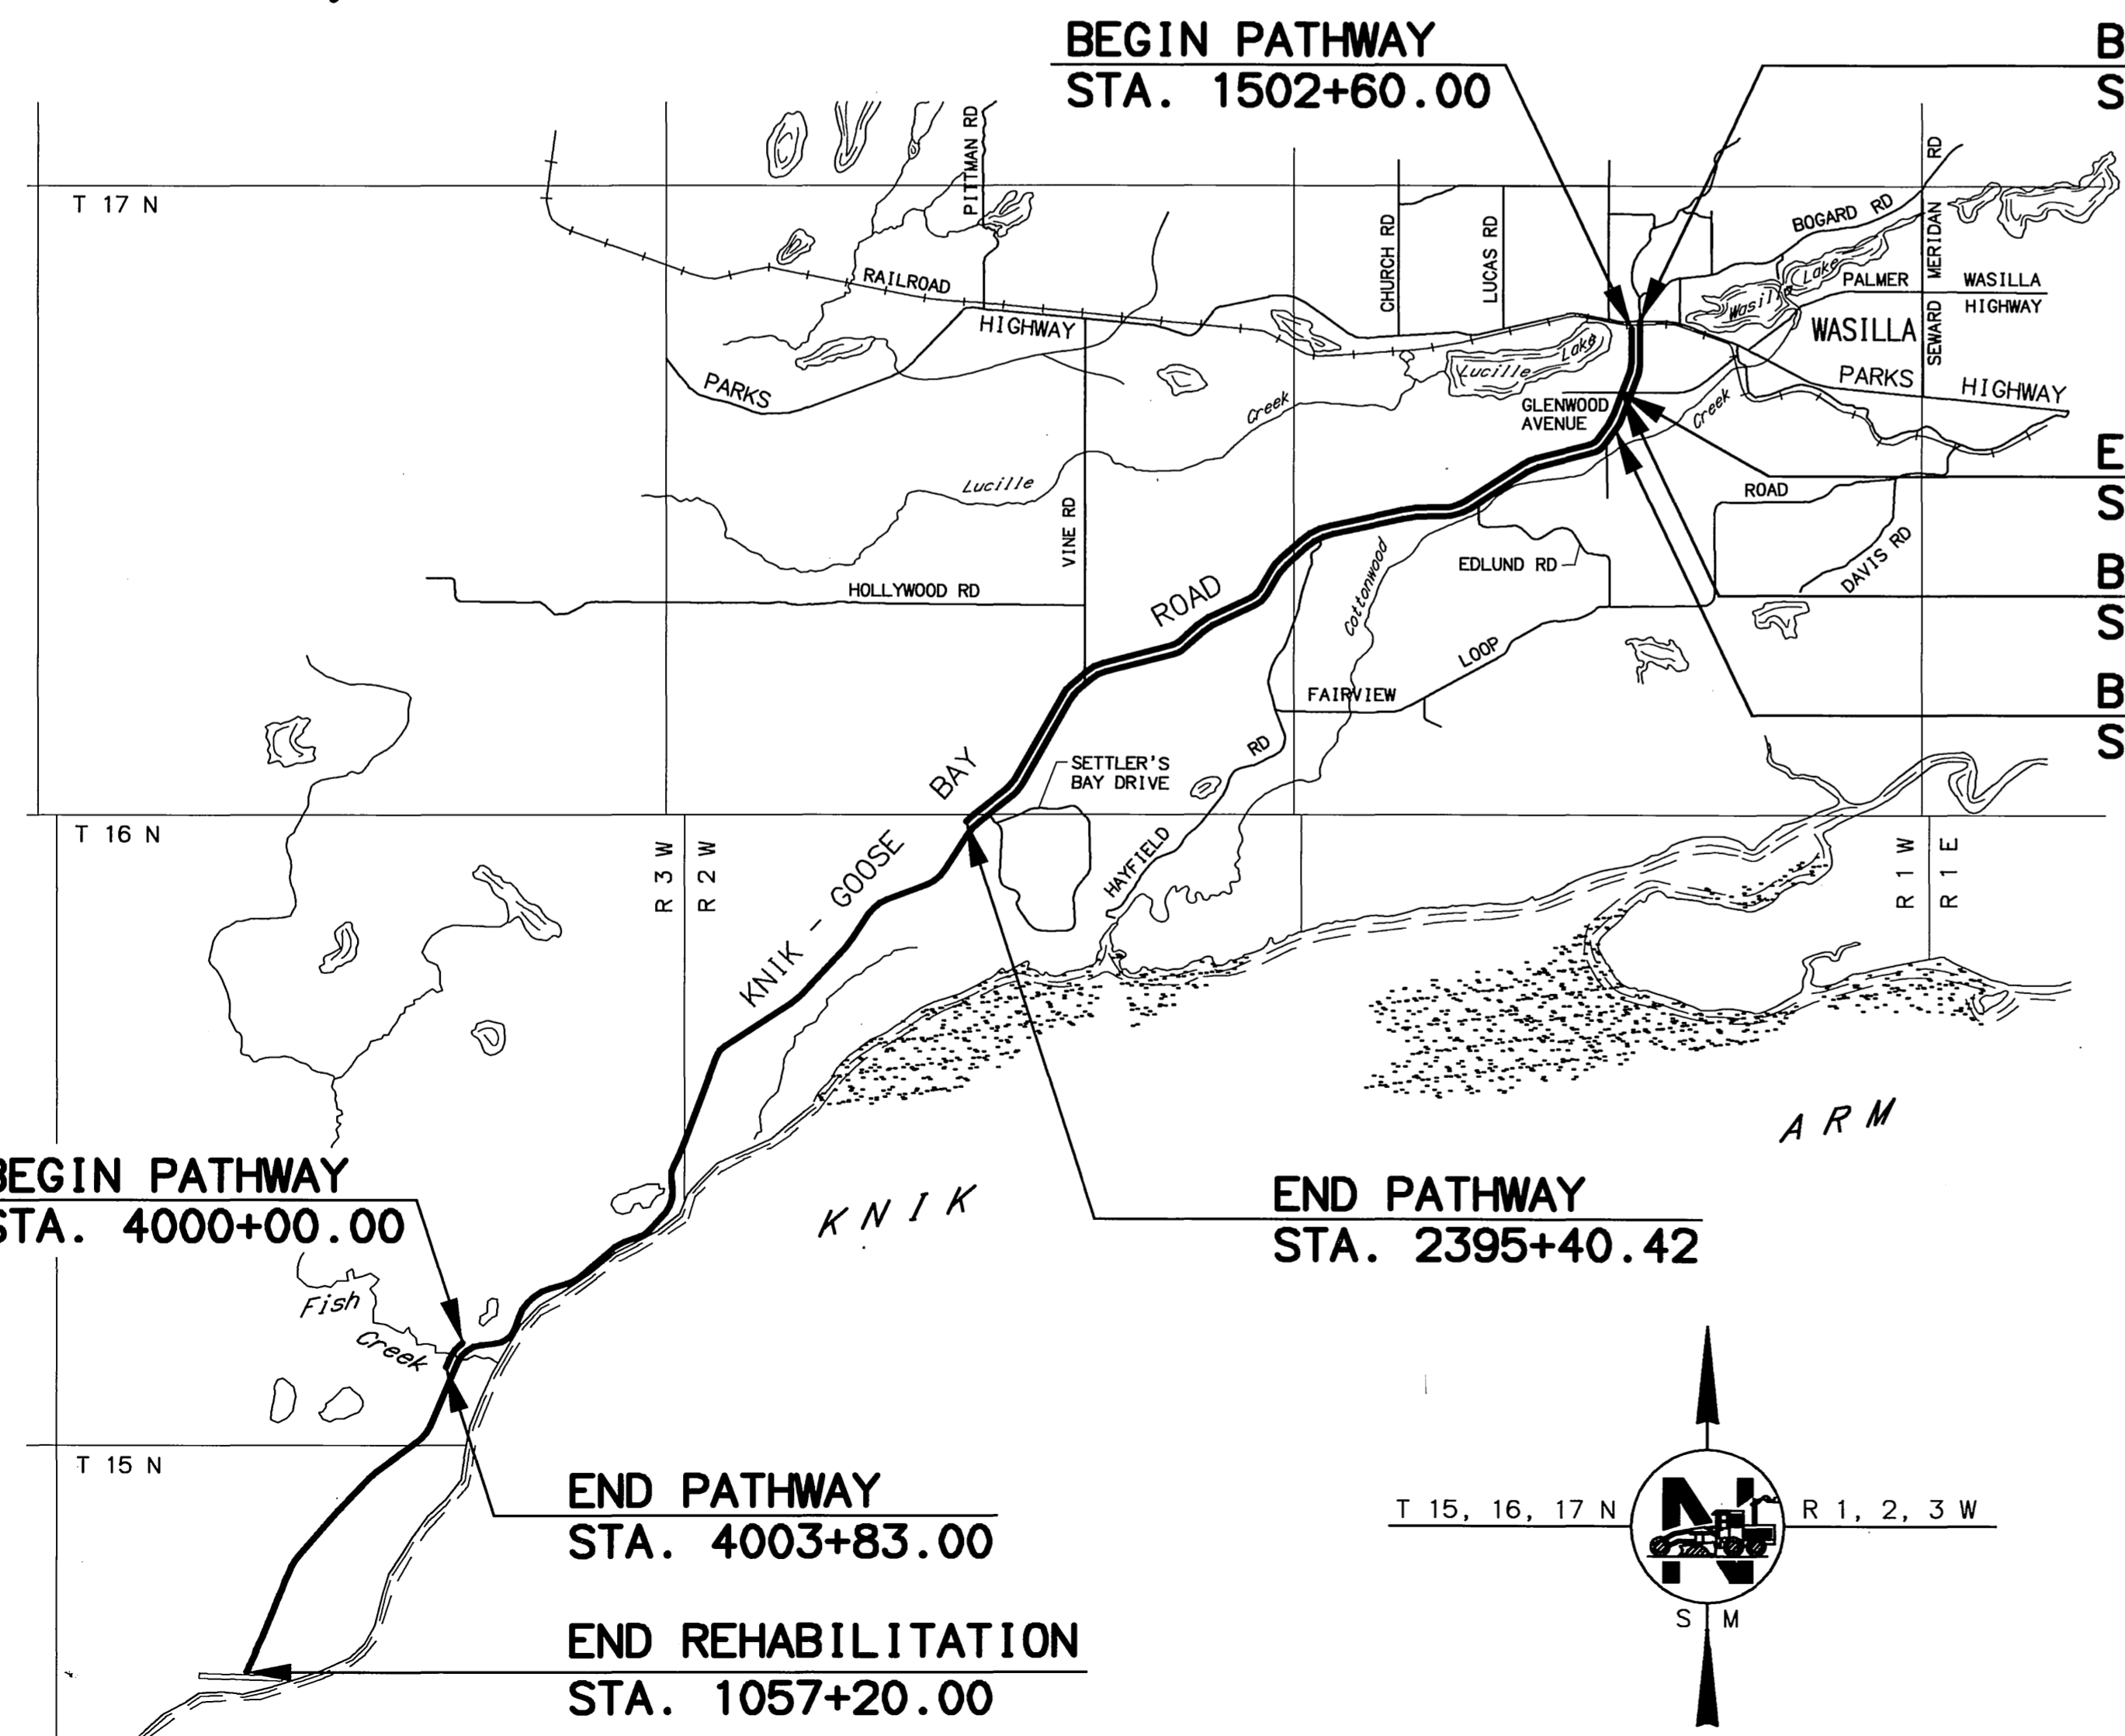 BEGIN PATHWAY
STA. 1502+60.00
B
S
T 17 N
PITTMAN RD
RAILROAD
HIGHWAY
PARKS
CHURCH RD
LUCAS RD
BOGARD RD
SEWARD MERIDIAN RD
PALMER WASILLA
HIGHWAY
Wasil Lake
WASILLA
PARKS HIGHWAY
Lucille Lake
GLENWOOD
AVENUE
Creek
Lucille Creek
E
S
ROAD
DAVIS RD
VINE RD
EDLUND RD
Cottonwood
HOLLYWOOD RD
B
S
LOOP
FAIRVIEW
B
S
KNIK - GOOSE BAY ROAD
SETTLER'S
BAY DRIVE
HAYFIELD RD
T 16 N
R 3 W
R 2 W
R 1 W
R 1 E
KNIK ARM
BEGIN PATHWAY
STA. 4000+00.00
END PATHWAY
STA. 2395+40.42
Fish
Creek
T 15 N
END PATHWAY
STA. 4003+83.00
T 15, 16, 17 N
R 1, 2, 3 W
N
S M
END REHABILITATION
STA. 1057+20.00